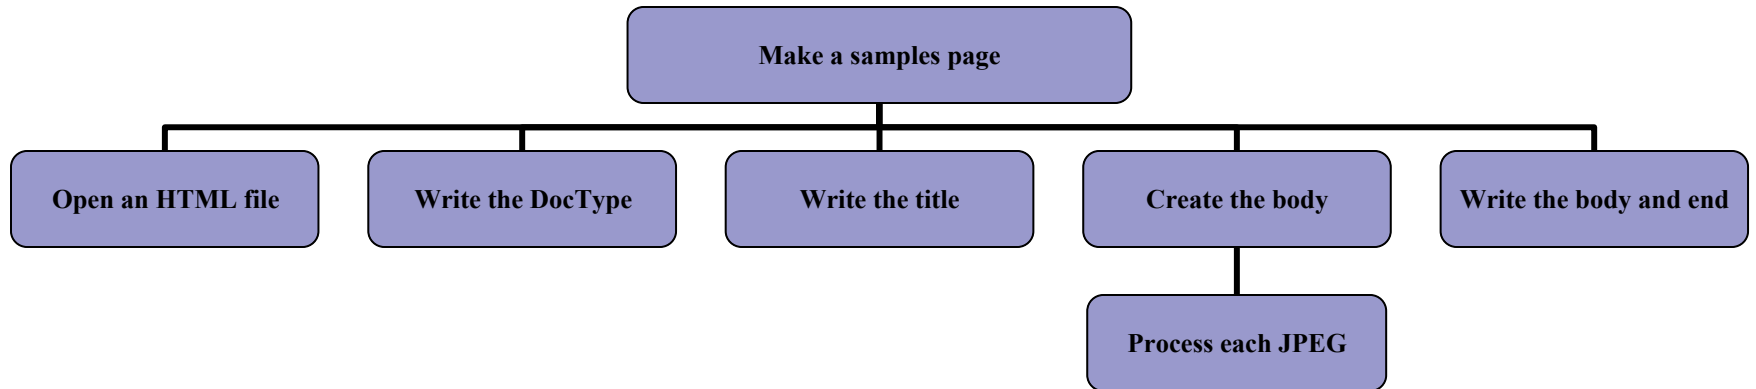 Make a samples page
Open an HTML file
Write the DocType
Write the title
Create the body
Write the body and end
Process each JPEG